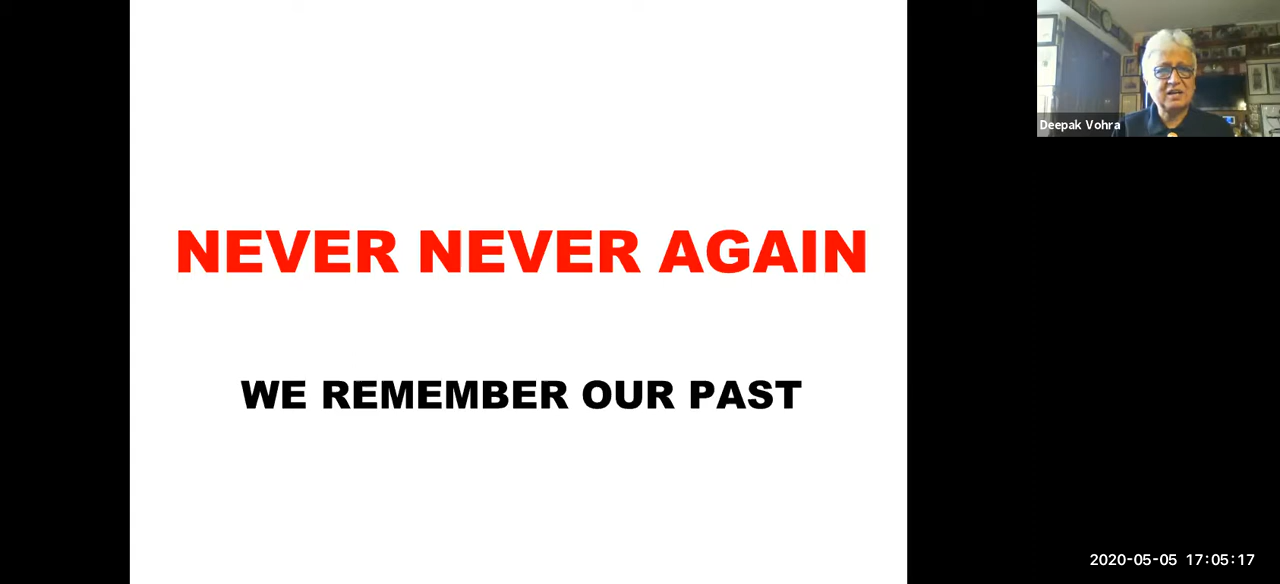 NEVER NEVER AGAIN
WE REMEMBER OUR PAST
Deepak Vohra
2020-05-05 17:05:17